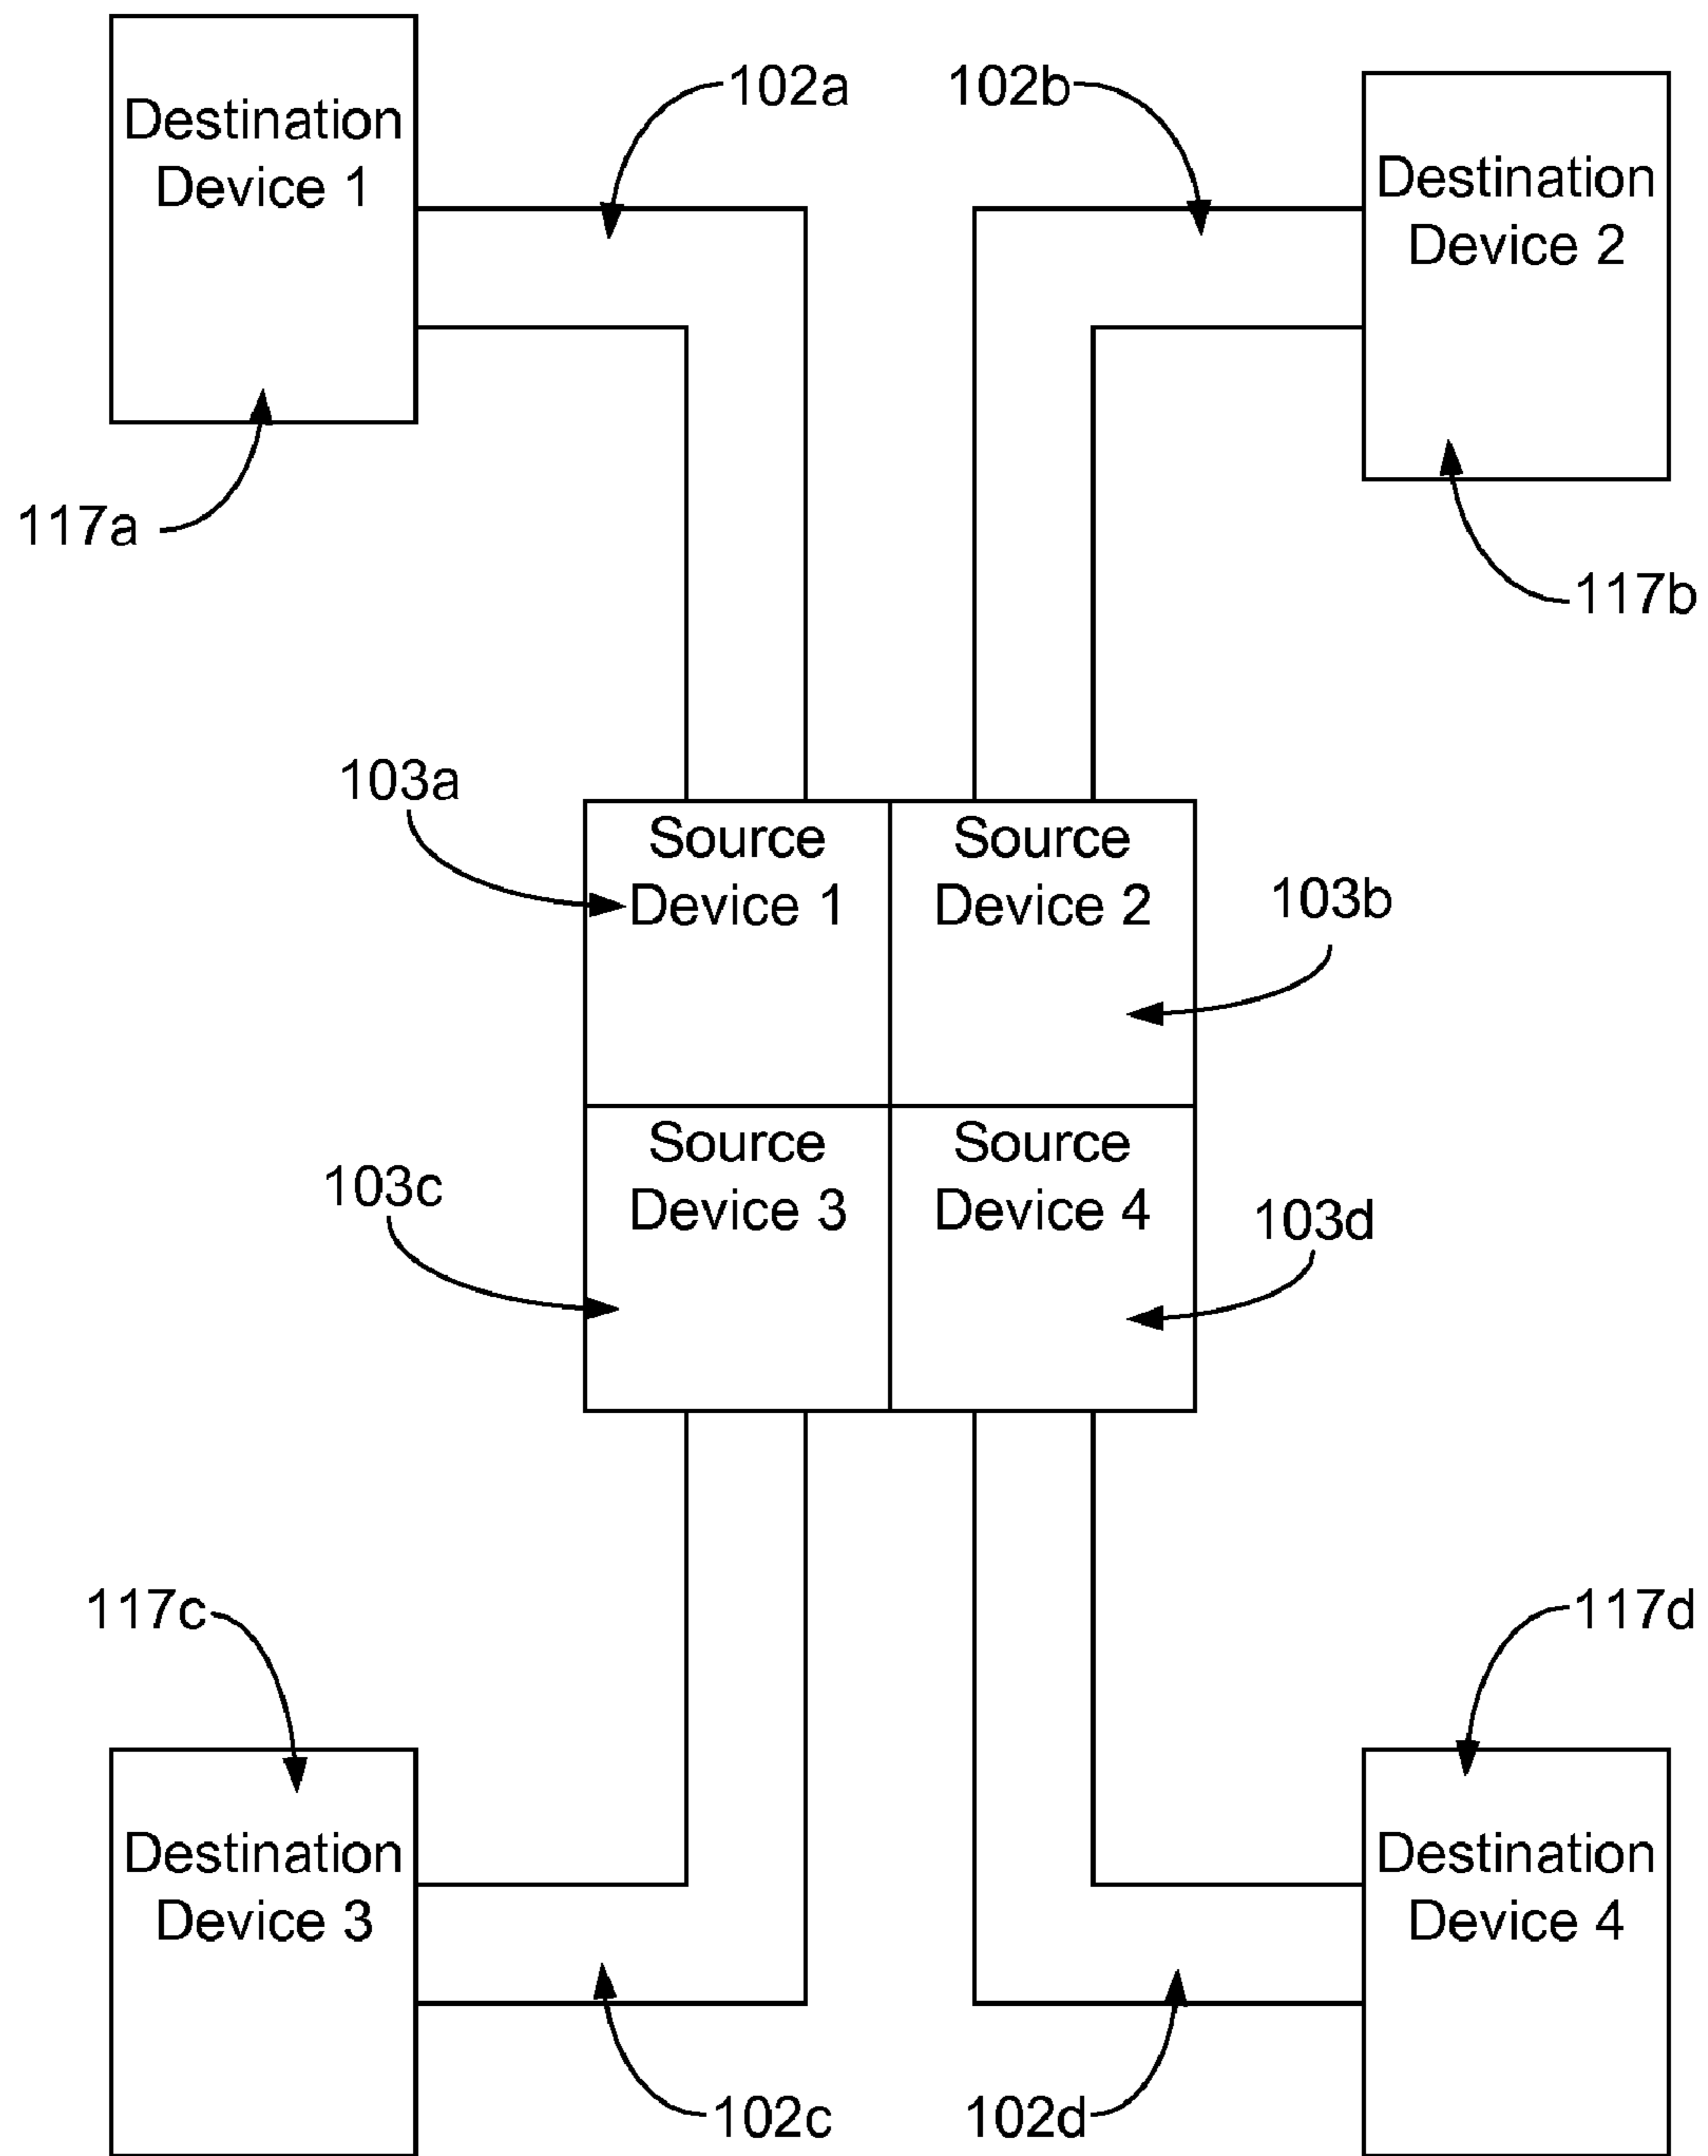 102a
102b
Destination
Device 1
Destination
Device 2
117a
117b
103a
Source
Device 1
Source
Device 2
103b
Source
Device 3
Source
Device 4
103c
103d
117c
117d
Destination
Device 3
Destination
Device 4
102c
102d